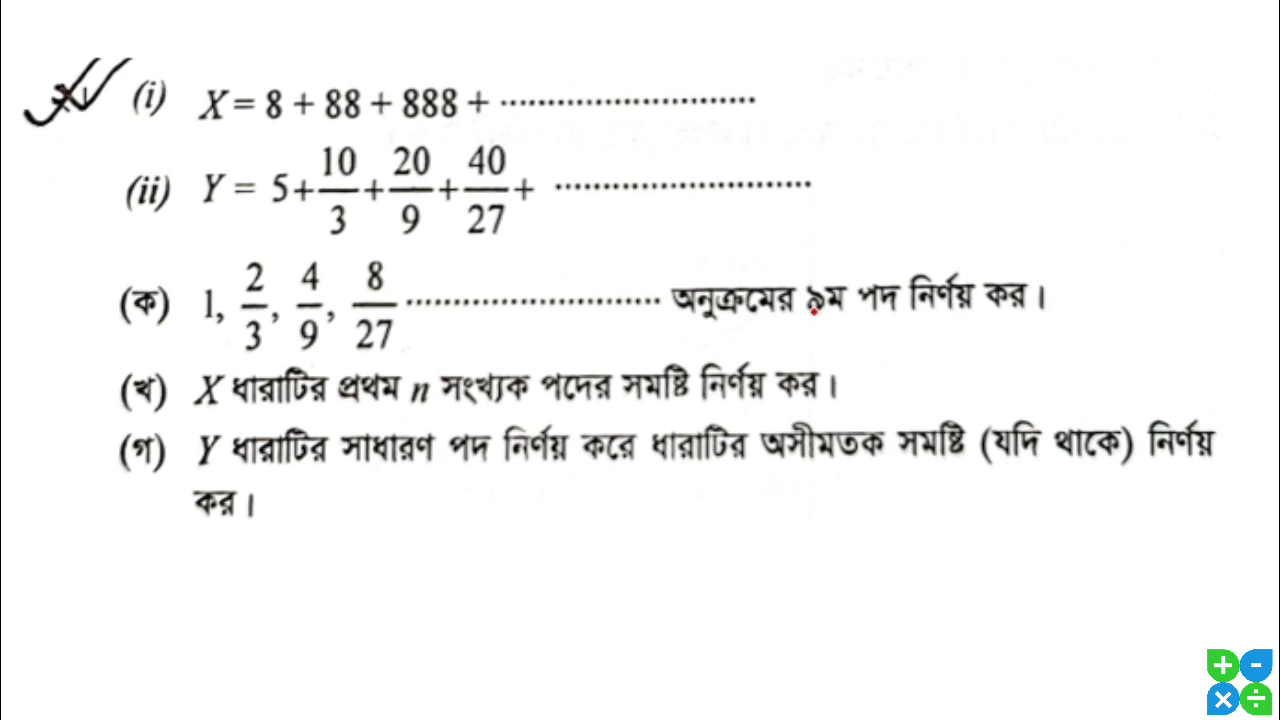 (i) X = 8 + 88 + 888 + ............................
(ii) Y = 5 + 10/3 + 20/9 + 40/27 + ............................
(ক) 1, 2/3, 4/9, 8/27 ............................ অনুক্রমের ৯ম পদ নির্ণয় কর।
(খ) X ধারাটির প্রথম n সংখ্যক পদের সমষ্টি নির্ণয় কর।
(গ) Y ধারাটির সাধারণ পদ নির্ণয় করে ধারাটির অসীমতক সমষ্টি (যদি থাকে) নির্ণয়
কর।
+ -
× ÷